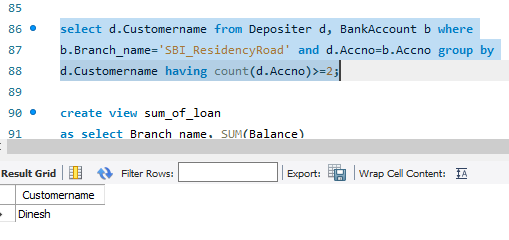 85
86 select d.Customername from Depositer d, BankAccount b where
87 b.Branch_name='SBI_ResidencyRoad' and d.Accno=b.Accno group by
88 d.Customername having count(d.Accno)>=2;
89
90 create view sum_of_loan
91 as select Branch_name, SUM(Balance)
Result Grid Filter Rows: Export: Wrap Cell Content: IA
Customername
Dinesh